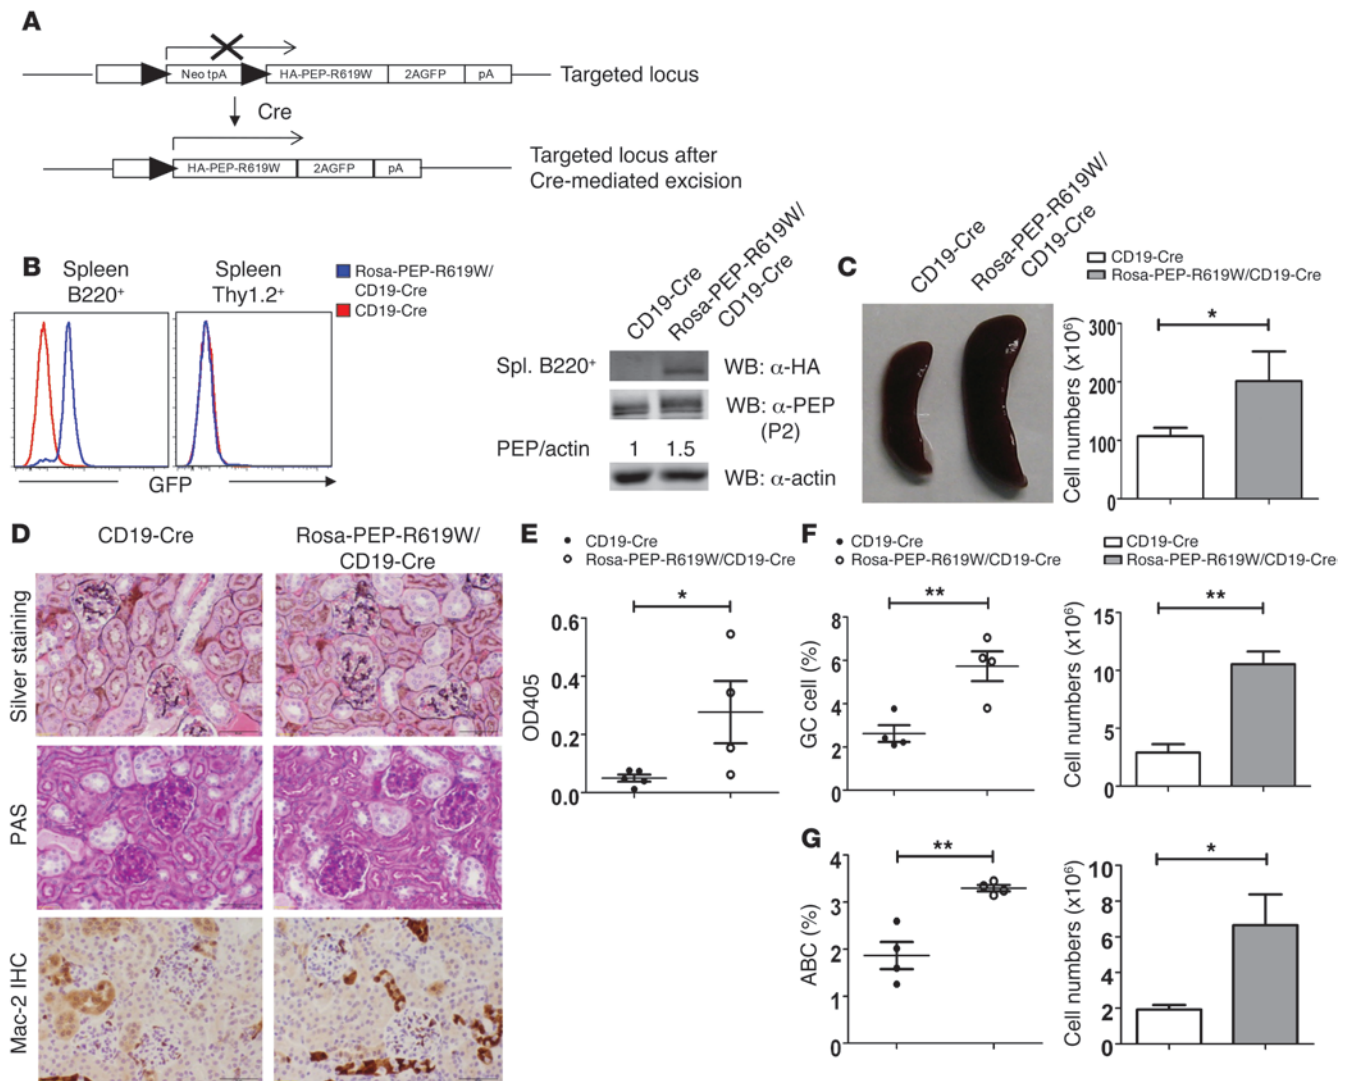 A
Neo tpA
HA-PEP-R619W
2AGFP
pA
Targeted locus
Cre
HA-PEP-R619W
2AGFP
pA
Targeted locus after
Cre-mediated excision
B
Spleen
B220+
Spleen
Thy1.2+
Rosa-PEP-R619W/
CD19-Cre
CD19-Cre
GFP
CD19-Cre
Rosa-PEP-R619W/
CD19-Cre
Spl. B220+
WB: α-HA
WB: α-PEP
(P2)
PEP/actin
1
1.5
WB: α-actin
C
CD19-Cre
Rosa-PEP-R619W/
CD19-Cre
CD19-Cre
Rosa-PEP-R619W/CD19-Cre
*
Cell numbers (x10⁶)
300
200
100
0
D
CD19-Cre
Rosa-PEP-R619W/
CD19-Cre
Silver staining
PAS
Mac-2 IHC
E
CD19-Cre
Rosa-PEP-R619W/CD19-Cre
*
OD405
0.6
0.4
0.2
0.0
F
CD19-Cre
Rosa-PEP-R619W/CD19-Cre
**
GC cell (%)
8
6
4
2
0
CD19-Cre
Rosa-PEP-R619W/CD19-Cre
**
Cell numbers (x10⁶)
15
10
5
0
G
**
ABC (%)
4
3
2
1
0
*
Cell numbers (x10⁶)
10
8
6
4
2
0